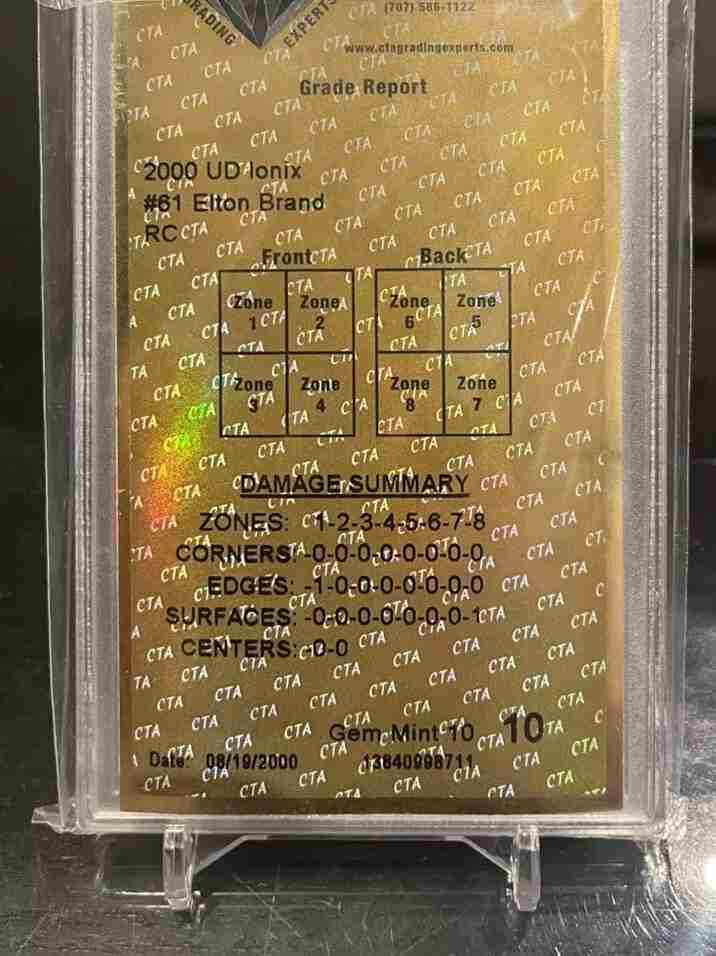 GRADING EXPERTS
(707) 586-1122
www.ctagradingexperts.com
Grade Report
2000 UD Ionix
#61 Elton Brand
RC
Front Back
Zone 1 Zone 2 Zone 6 Zone 5
Zone 3 Zone 4 Zone 8 Zone 7
DAMAGE SUMMARY
ZONES: 1-2-3-4-5-6-7-8
CORNERS: -0-0-0-0-0-0-0-0
EDGES: -1-0-0-0-0-0-0-0
SURFACES: -0-0-0-0-0-0-0-1
CENTERS: -0-0
Gem Mint 10 10
Date: 08/19/2000 13640998711
CTA